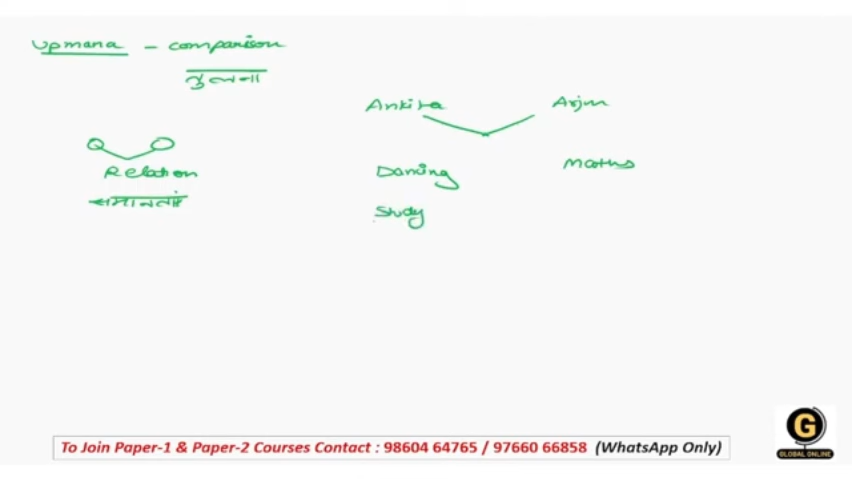 Upmana - comparison
तुलना
Ankita Arjun
Relation
समानताएं
Dancing Maths
Study
To Join Paper-1 & Paper-2 Courses Contact : 98604 64765 / 97660 66858 (WhatsApp Only)
G
GLOBAL ONLINE